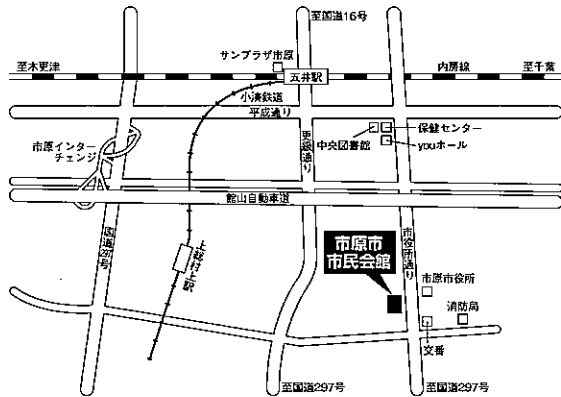 至国道16号
サンプラザ市原
至木更津
五井駅
内房線
至千葉
小湊鉄道
平成通り
保健センター
中央図書館
youホール
市原インター
チェンジ
更級通り
館山自動車道
国道297号
上総村上駅
市役所通り
市原市
市民会館
市原市役所
消防局
交番
至国道297号
至国道297号